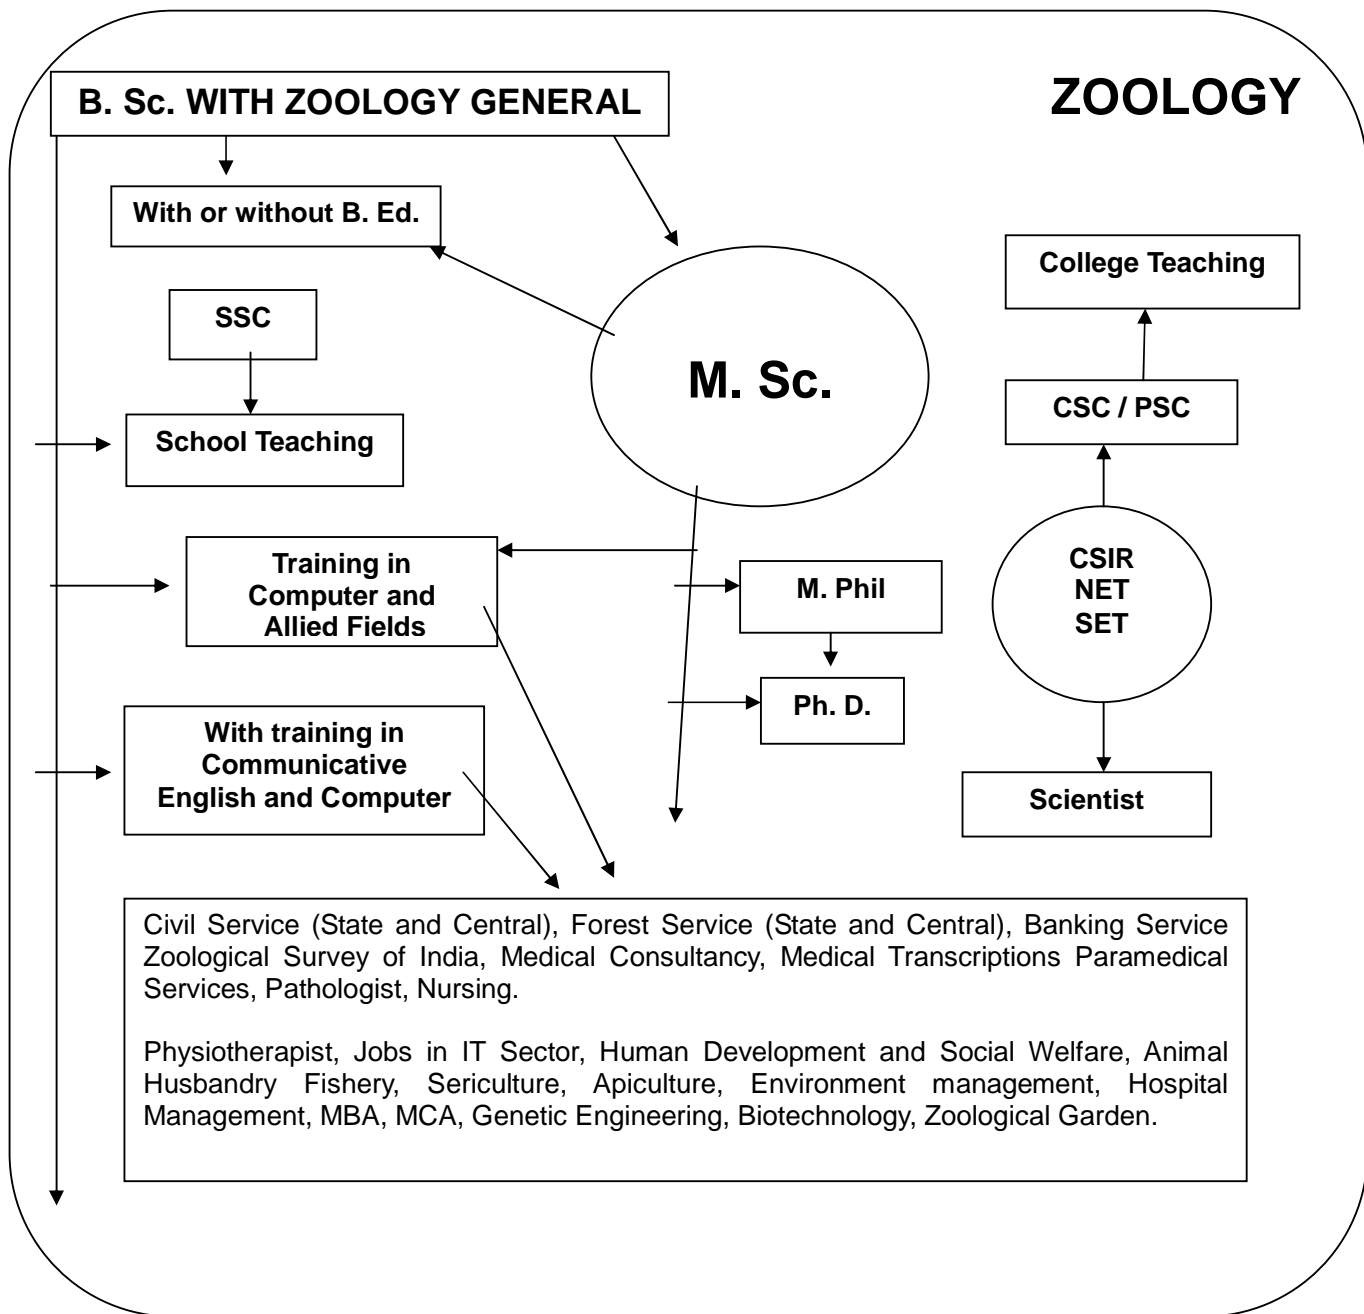 ZOOLOGY
B. Sc. WITH ZOOLOGY GENERAL
With or without B. Ed.
College Teaching
SSC
M. Sc.
CSC / PSC
School Teaching
Training in
Computer and
Allied Fields
M. Phil
CSIR
NET
SET
Ph. D.
With training in
Communicative
English and Computer
Scientist
Civil Service (State and Central), Forest Service (State and Central), Banking Service
Zoological Survey of India, Medical Consultancy, Medical Transcriptions Paramedical
Services, Pathologist, Nursing.
Physiotherapist, Jobs in IT Sector, Human Development and Social Welfare, Animal
Husbandry Fishery, Sericulture, Apiculture, Environment management, Hospital
Management, MBA, MCA, Genetic Engineering, Biotechnology, Zoological Garden.